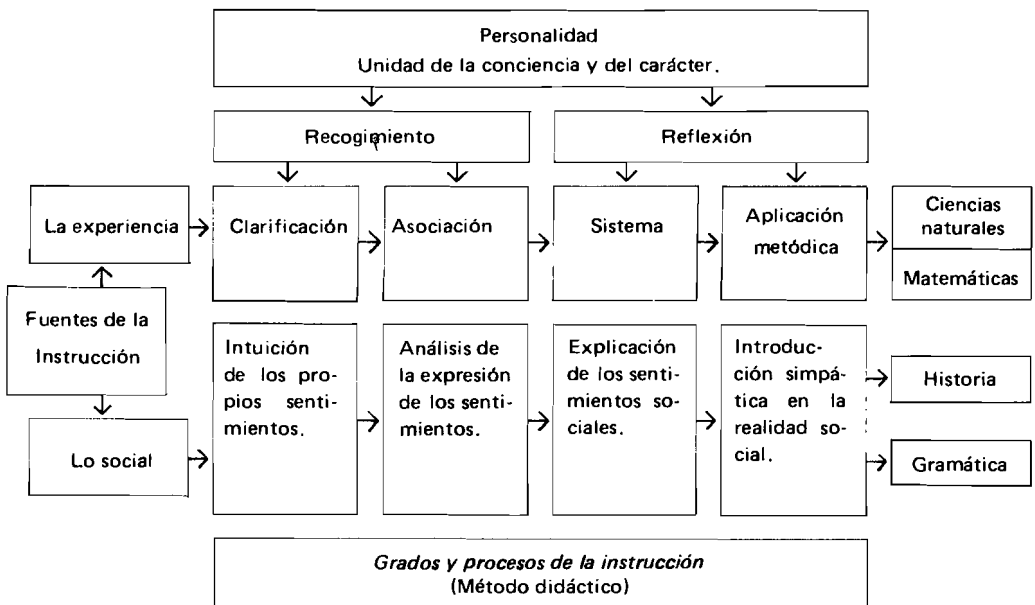 Personalidad
Unidad de la conciencia y del carácter.
Recogimiento
Reflexión
La experiencia
Clarificación
Asociación
Sistema
Aplicación
metódica
Ciencias
naturales
Matemáticas
Fuentes de la
Instrucción
Lo social
Intuición
de los pro-
pios senti-
mientos.
Análisis de
la expresión
de los senti-
mientos.
Explicación
de los senti-
mientos so-
ciales.
Introduc-
ción simpá-
tica en la
realidad so-
cial.
Historia
Gramática
Grados y procesos de la instrucción
(Método didáctico)